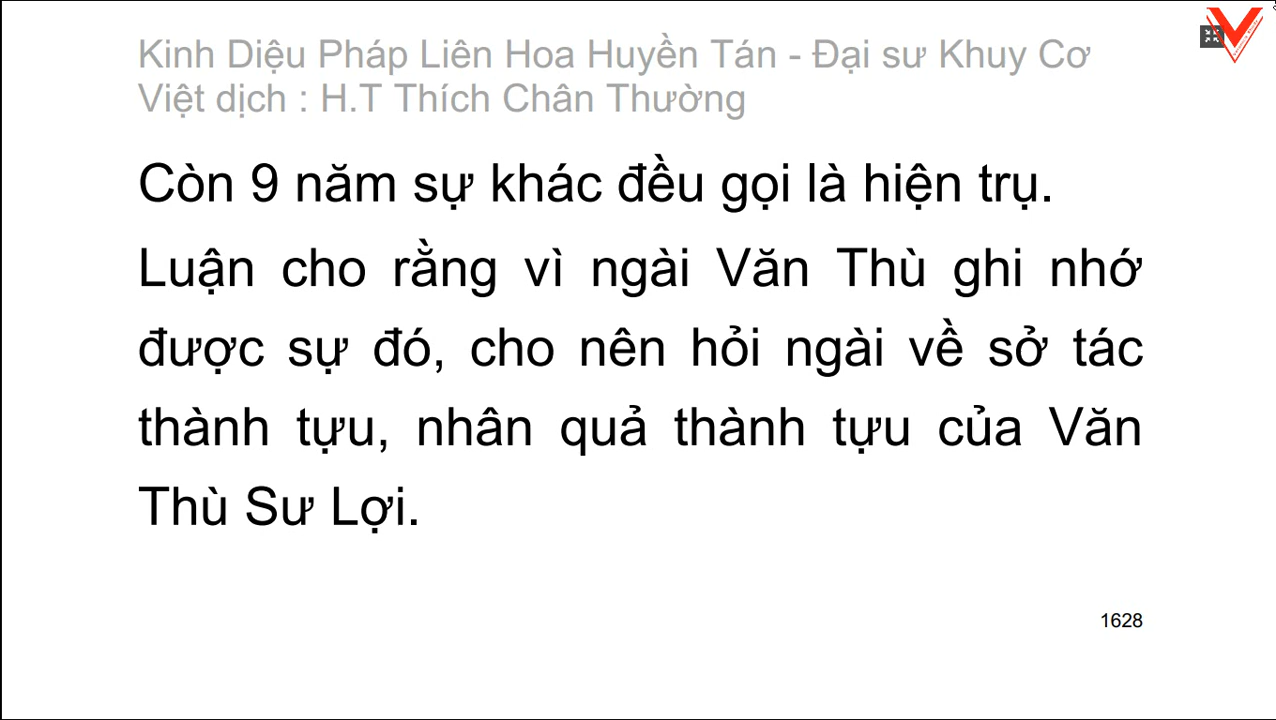 Kinh Diệu Pháp Liên Hoa Huyền Tán - Đại sư Khuy Cơ
Việt dịch : H.T Thích Chân Thường
Còn 9 năm sự khác đều gọi là hiện trụ.
Luận cho rằng vì ngài Văn Thù ghi nhớ
được sự đó, cho nên hỏi ngài về sở tác
thành tựu, nhân quả thành tựu của Văn
Thù Sư Lợi.
1628